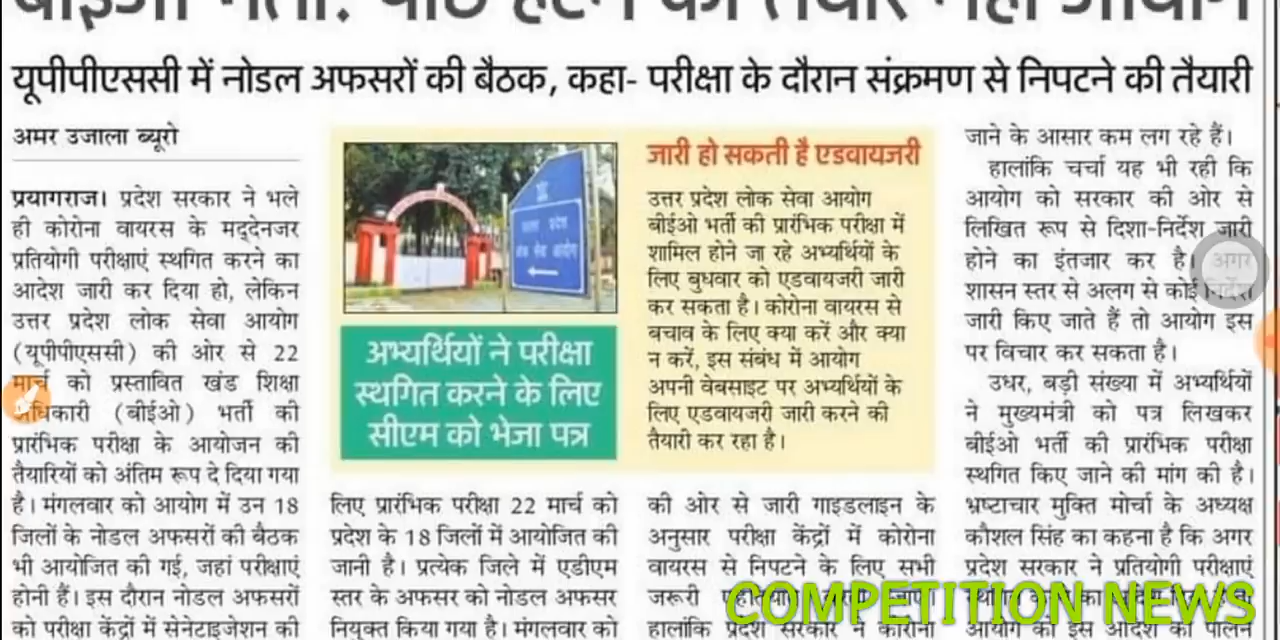 बीईओ भर्ती: पीछे हटने को तैयार नहीं आयोग
यूपीपीएससी में नोडल अफसरों की बैठक, कहा- परीक्षा के दौरान संक्रमण से निपटने की तैयारी
अमर उजाला ब्यूरो
प्रयागराज। प्रदेश सरकार ने भले
ही कोरोना वायरस के मद्देनजर
प्रतियोगी परीक्षाएं स्थगित करने का
आदेश जारी कर दिया हो, लेकिन
उत्तर प्रदेश लोक सेवा आयोग
(यूपीपीएससी) की ओर से 22
मार्च को प्रस्तावित खंड शिक्षा
अधिकारी (बीईओ) भर्ती की
प्रारंभिक परीक्षा के आयोजन की
तैयारियों को अंतिम रूप दे दिया गया
है। मंगलवार को आयोग में उन 18
जिलों के नोडल अफसरों की बैठक
भी आयोजित की गई, जहां परीक्षाएं
होनी हैं। इस दौरान नोडल अफसरों
को परीक्षा केंद्रों में सेनेटाइजेशन की
अभ्यर्थियों ने परीक्षा
स्थगित करने के लिए
सीएम को भेजा पत्र
लिए प्रारंभिक परीक्षा 22 मार्च को
प्रदेश के 18 जिलों में आयोजित की
जानी है। प्रत्येक जिले में एडीएम
स्तर के अफसर को नोडल अफसर
नियुक्त किया गया है। मंगलवार को
जारी हो सकती है एडवायजरी
उत्तर प्रदेश लोक सेवा आयोग
बीईओ भर्ती की प्रारंभिक परीक्षा में
शामिल होने जा रहे अभ्यर्थियों के
लिए बुधवार को एडवायजरी जारी
कर सकता है। कोरोना वायरस से
बचाव के लिए क्या करें और क्या
न करें, इस संबंध में आयोग
अपनी वेबसाइट पर अभ्यर्थियों के
लिए एडवायजरी जारी करने की
तैयारी कर रहा है।
की ओर से जारी गाइडलाइन के
अनुसार परीक्षा केंद्रों में कोरोना
वायरस से निपटने के लिए सभी
जरूरी
हालांकि प्रदेश सरकार ने कोरोना
जाने के आसार कम लग रहे हैं।
हालांकि चर्चा यह भी रही कि
आयोग को सरकार की ओर से
लिखित रूप से दिशा-निर्देश जारी
होने का इंतजार कर है। अगर
शासन स्तर से अलग से कोई निर्देश
जारी किए जाते हैं तो आयोग इस
पर विचार कर सकता है।
उधर, बड़ी संख्या में अभ्यर्थियों
ने मुख्यमंत्री को पत्र लिखकर
बीईओ भर्ती की प्रारंभिक परीक्षा
स्थगित किए जाने की मांग की है।
भ्रष्टाचार मुक्ति मोर्चा के अध्यक्ष
कौशल सिंह का कहना है कि अगर
प्रदेश सरकार ने प्रतियोगी परीक्षाएं
आयोग को इस आदेश का पालन
COMPETITION NEWS